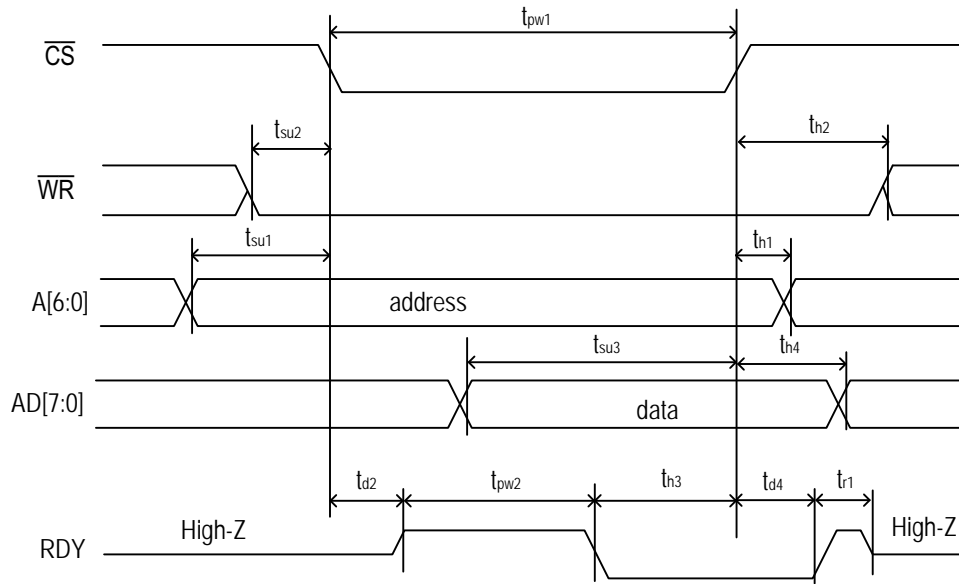 tpw1
CS
tsu2
th2
WR
tsu1
th1
A[6:0]
address
tsu3
th4
AD[7:0]
data
td2
tpw2
th3
td4
tr1
High-Z
High-Z
RDY